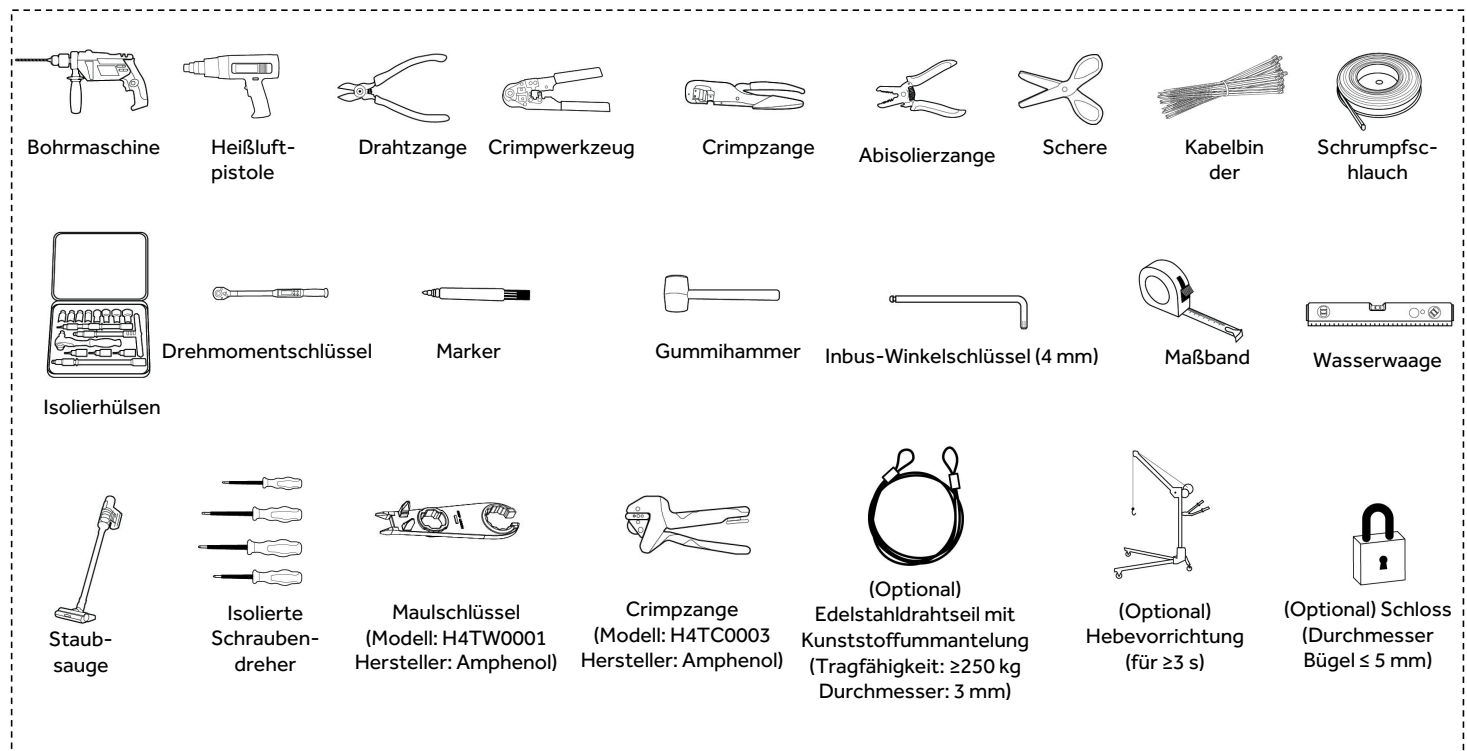 Bohrmaschine
Heißluft-
pistole
Drahtzange
Crimpwerkzeug
Crimpzange
Abisolierzange
Schere
Kabelbin
der
Schrumpfsc-
hlauch
Isolierhülsen
Drehmomentschlüssel
Marker
Gummihammer
Inbus-Winkelschlüssel (4 mm)
Maßband
Wasserwaage
Staub-
sauge
Isolierte
Schrauben-
dreher
Maulschlüssel
(Modell: H4TW0001
Hersteller: Amphenol)
Crimpzange
(Modell: H4TC0003
Hersteller: Amphenol)
(Optional)
Edelstahldrahtseil mit
Kunststoffummantelung
(Tragfähigkeit: ≥250 kg
Durchmesser: 3 mm)
(Optional)
Hebevorrichtung
(für ≥3 s)
(Optional) Schloss
(Durchmesser
Bügel ≤ 5 mm)